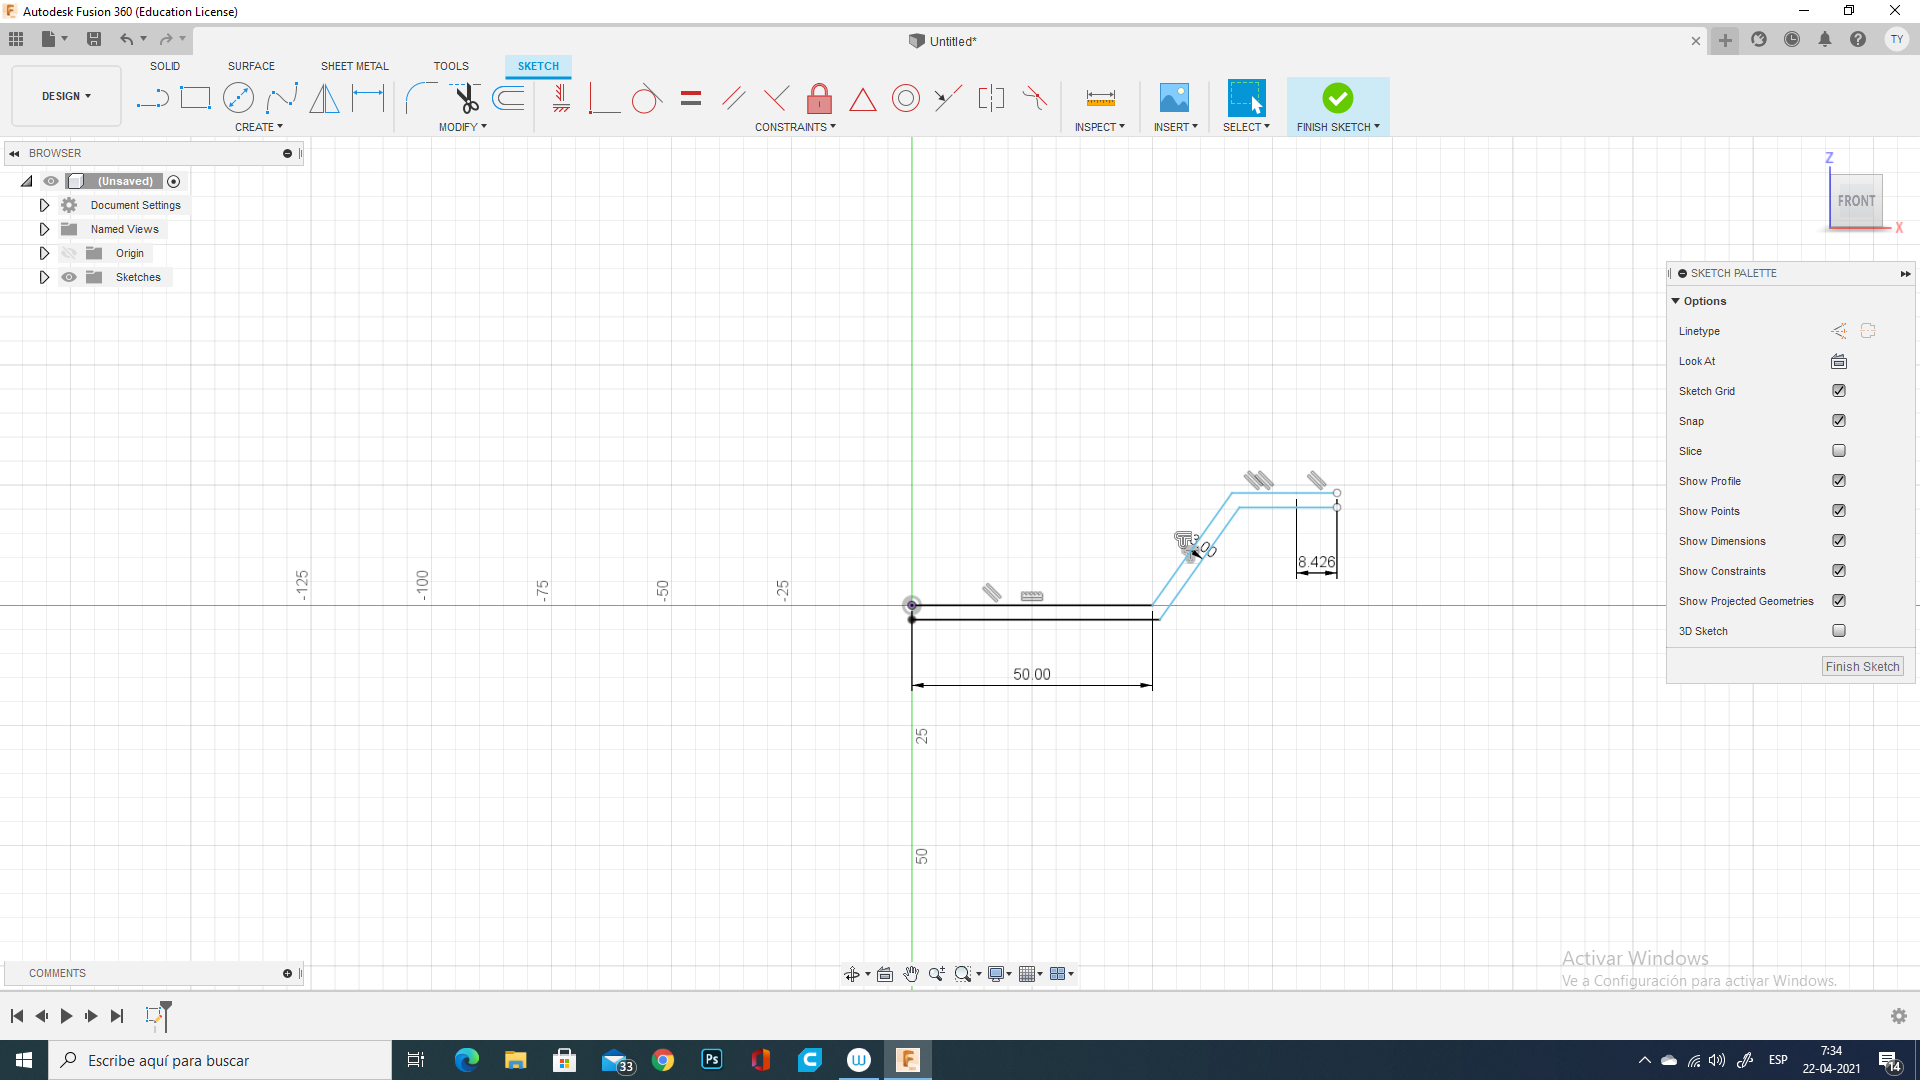 Autodesk Fusion 360 (Education License)
Untitled*
TY
SOLID
SURFACE
SHEET METAL
TOOLS
SKETCH
DESIGN
CREATE
MODIFY
CONSTRAINTS
INSPECT
INSERT
SELECT
FINISH SKETCH
BROWSER
(Unsaved)
Document Settings
Named Views
Origin
Sketches
Z
FRONT
X
SKETCH PALETTE
Options
Linetype
Look At
Sketch Grid
Snap
Slice
Show Profile
Show Points
Show Dimensions
Show Constraints
Show Projected Geometries
3D Sketch
Finish Sketch
-125
-100
-75
-50
-25
8.426
50.00
25
50
Activar Windows
Ve a Configuración para activar Windows.
COMMENTS
Escribe aquí para buscar
33
Ps
ESP
7:34
22-04-2021
14